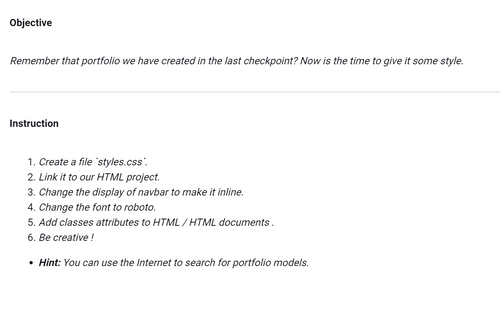 Objective
Remember that portfolio we have created in the last checkpoint? Now is the time to give it some style.
Instruction
1. Create a file `styles.css`.
2. Link it to our HTML project.
3. Change the display of navbar to make it inline.
4. Change the font to roboto.
5. Add classes attributes to HTML / HTML documents .
6. Be creative !
• Hint: You can use the Internet to search for portfolio models.